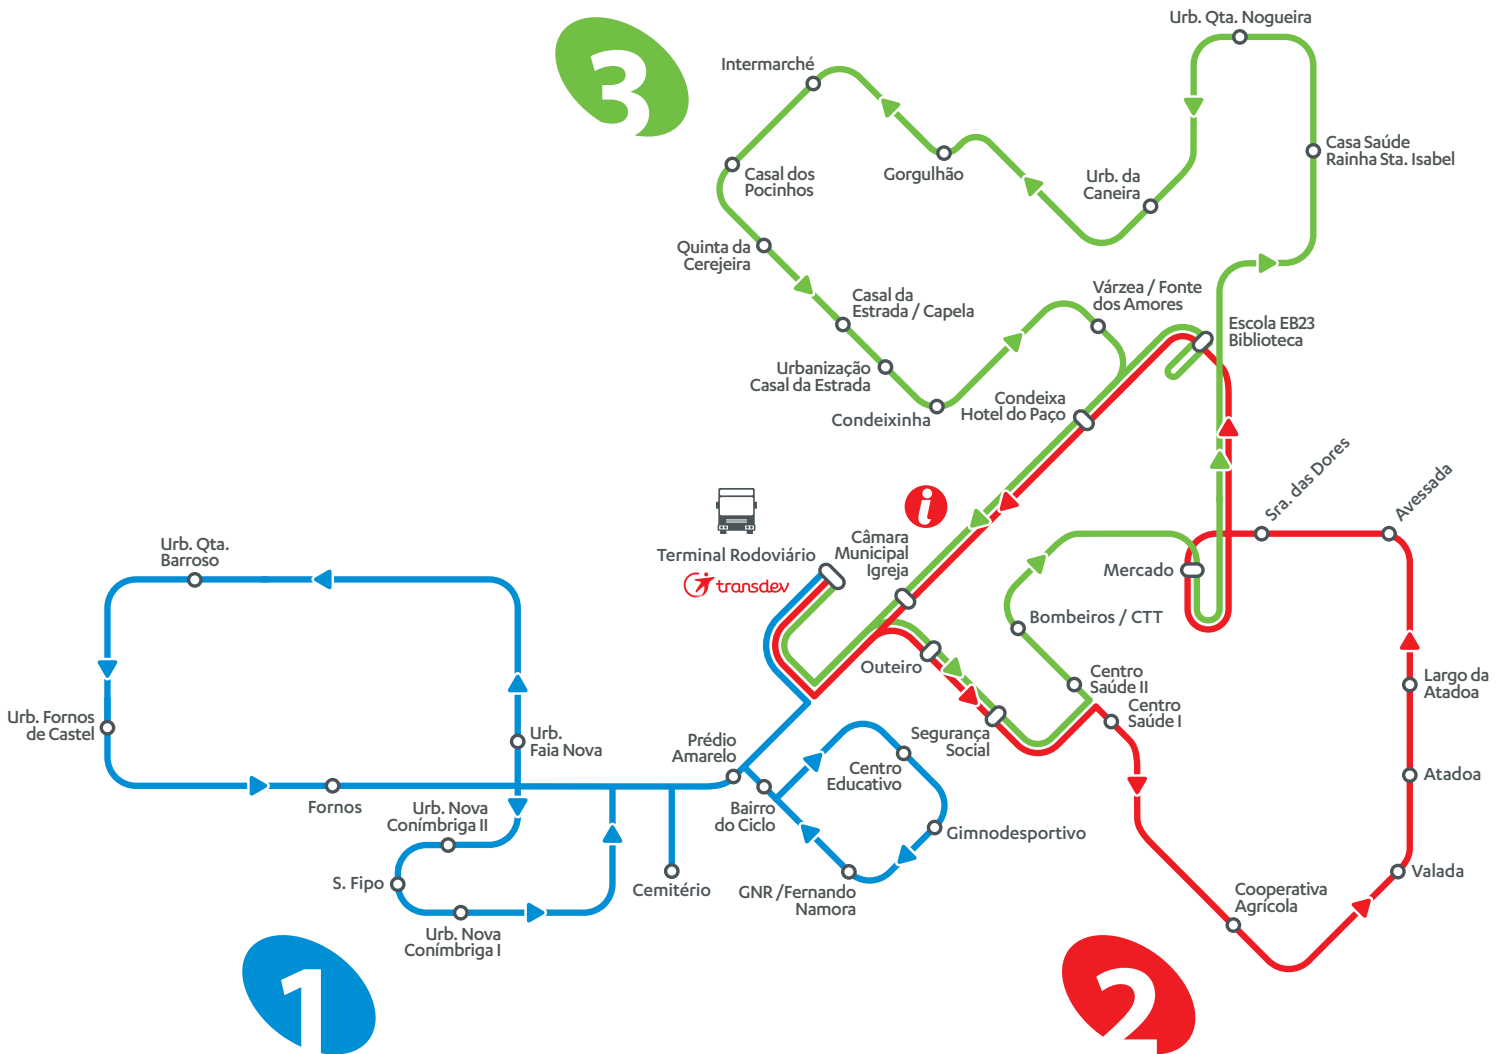 3
Urb. Qta. Nogueira
Intermarché
Casa Saúde
Rainha Sta. Isabel
Casal dos
Pocinhos
Gorgulhão
Urb. da
Caneira
Quinta da
Cerejeira
Casal da
Estrada / Capela
Várzea / Fonte
dos Amores
Escola EB23
Biblioteca
Urbanização
Casal da Estrada
Condeixinha
Condeixa
Hotel do Paço
Sra. das Dores
Avessada
i
Câmara
Municipal
Igreja
Terminal Rodoviário
transdev
Urb. Qta.
Barroso
Mercado
Bombeiros / CTT
Outeiro
Centro
Saúde II
Centro
Saúde I
Largo da
Atadoa
Urb. Fornos
de Castel
Urb.
Faia Nova
Prédio
Amarelo
Segurança
Social
Centro
Educativo
Atadoa
Fornos
Urb. Nova
Conímbriga II
Bairro
do Ciclo
Gimnodesportivo
S. Fipo
Cemitério
GNR /Fernando
Namora
Cooperativa
Agrícola
Valada
Urb. Nova
Conímbriga I
1
2